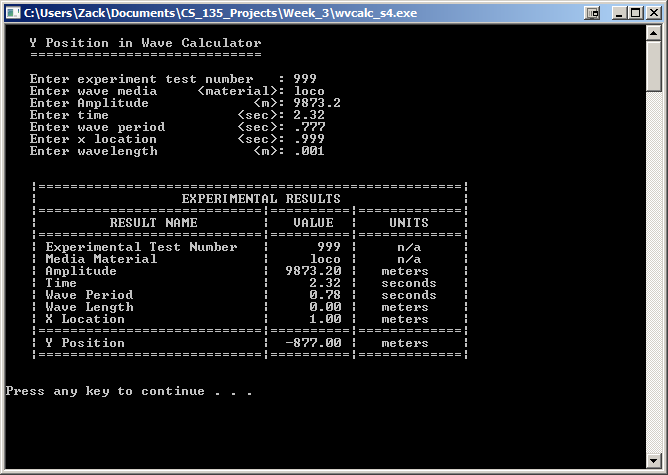 C:\Users\Zack\Documents\CS_135_Projects\Week_3\wvcalc_s4.exe
Y Position in Wave Calculator
=============================
Enter experiment test number   : 999
Enter wave media     <material>: loco
Enter Amplitude             <m>: 9873.2
Enter time                <sec>: 2.32
Enter wave period         <sec>: .777
Enter x location          <sec>: .999
Enter wavelength            <m>: .001
¦=====================================================¦
EXPERIMENTAL RESULTS
¦============================¦==========¦=============¦
¦ RESULT NAME ¦ VALUE ¦ UNITS ¦
¦============================¦==========¦=============¦
¦ Experimental Test Number ¦ 999 ¦ n/a ¦
¦ Media Material ¦ loco ¦ n/a ¦
¦ Amplitude ¦ 9873.20 ¦ meters ¦
¦ Time ¦ 2.32 ¦ seconds ¦
¦ Wave Period ¦ 0.78 ¦ seconds ¦
¦ Wave Length ¦ 0.00 ¦ meters ¦
¦ X Location ¦ 1.00 ¦ meters ¦
¦============================¦==========¦=============¦
¦ Y Position ¦ -877.00 ¦ meters ¦
¦============================¦==========¦=============¦
Press any key to continue . . .